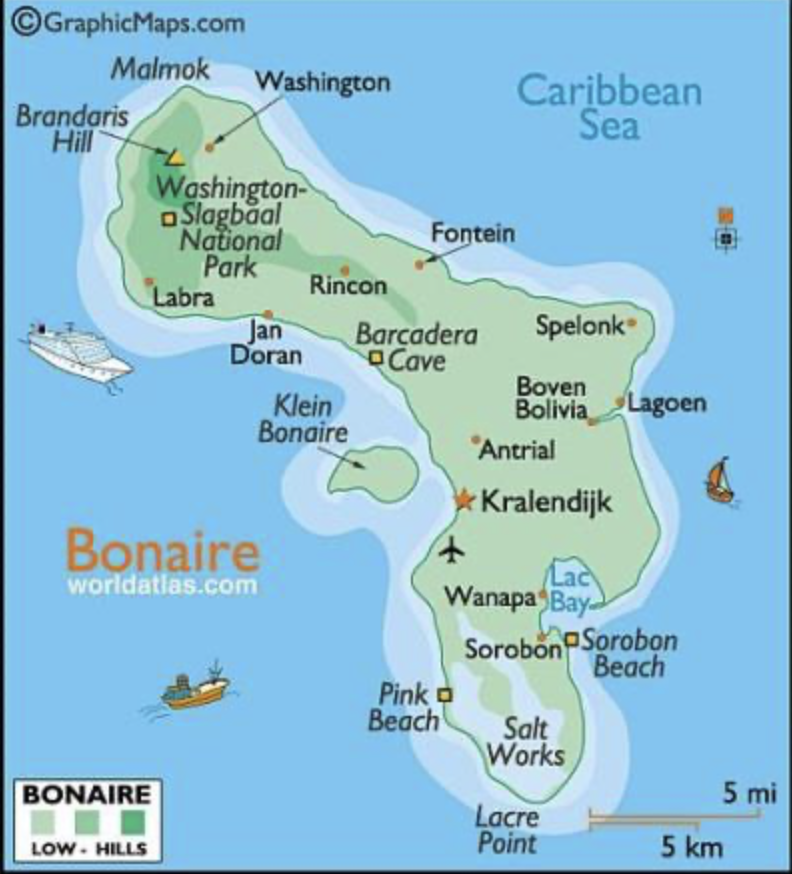 ©GraphicMaps.com
Malmok
Washington
Brandaris
Hill
Caribbean
Sea
Washington-
Slagbaal
National
Park
N
Fontein
Rincon
Labra
Jan
Doran
Barcadera
Cave
Spelonk
Boven
Bolivia
Lagoen
Klein
Bonaire
Antrial
Kralendijk
Bonaire
worldatlas.com
Lac
Bay
Wanapa
Sorobon
Sorobon
Beach
Pink
Beach
Salt
Works
BONAIRE
LOW - HILLS
Lacre
Point
5 mi
5 km